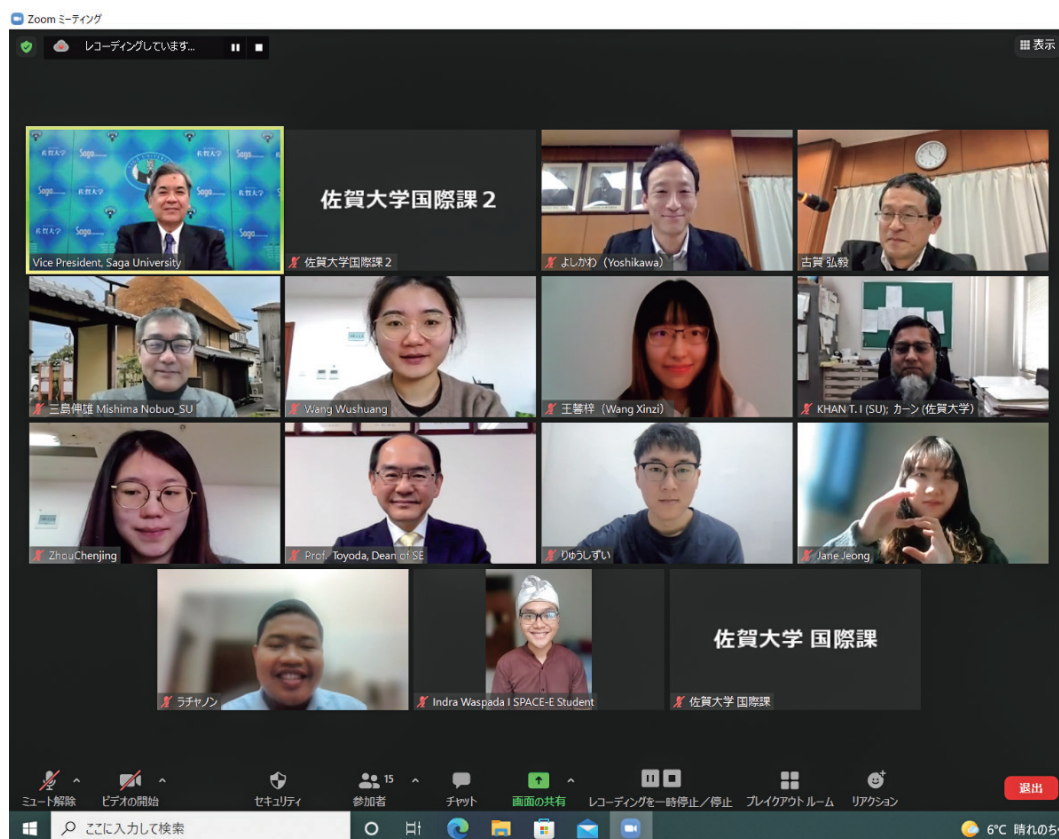 Zoom ミーティング
レコーディングしています...
表示
佐賀大学
Saga
Vice President, Saga University
佐賀大学国際課２
佐賀大学国際課２
よしかわ（Yoshikawa）
古賀 弘毅
三島伸雄 Mishima Nobuo_SU
Wang Wushuang
王馨梓（Wang Xinzi）
KHAN T. I (SU); カーン (佐賀大学)
ZhouChenjing
Prof. Toyoda, Dean of SE
りゅうしずい
Jane Jeong
ラチャノン
Indra Waspada I SPACE-E Student
佐賀大学 国際課
佐賀大学 国際課
15
ミュート解除
ビデオの開始
セキュリティ
参加者
チャット
画面の共有
レコーディングを一時停止／停止
ブレイクアウト ルーム
リアクション
退出
ここに入力して検索
6°C 晴れのち